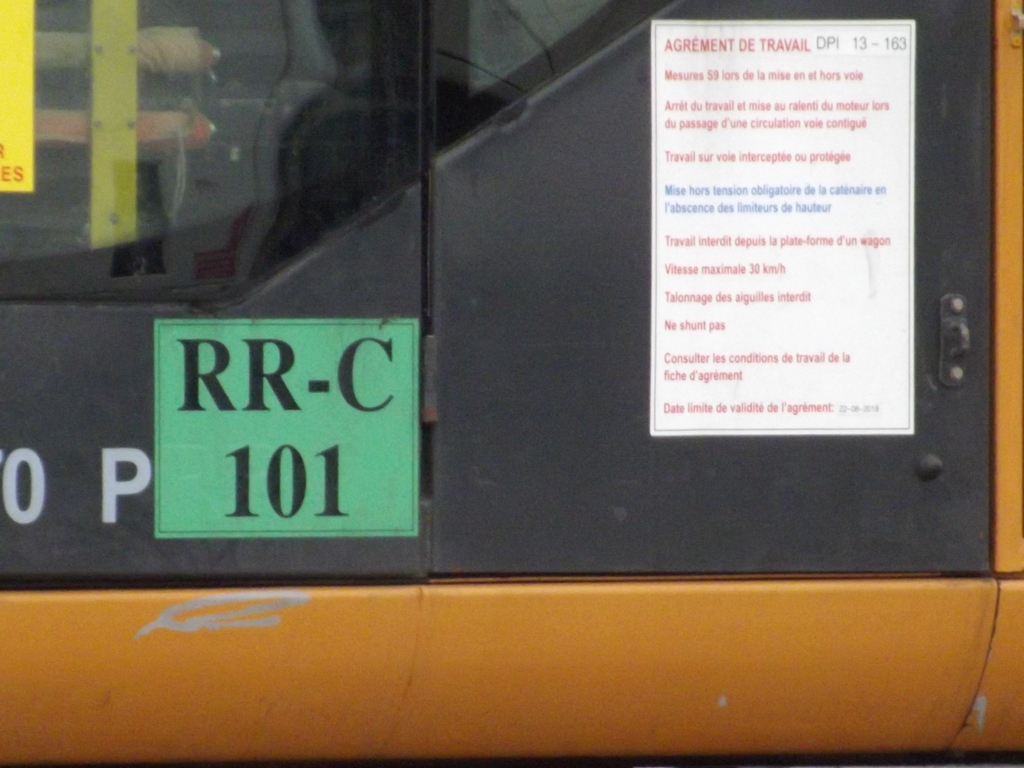 R
ES
O P
RR-C
101
AGRÉMENT DE TRAVAIL DPI 13 - 163
Mesures S9 lors de la mise en et hors voie
Arrêt du travail et mise au ralenti du moteur lors
du passage d'une circulation voie contiguë
Travail sur voie interceptée ou protégée
Mise hors tension obligatoire de la caténaire en
l'abscence des limiteurs de hauteur
Travail interdit depuis la plate-forme d'un wagon
Vitesse maximale 30 km/h
Talonnage des aiguilles interdit
Ne shunt pas
Consulter les conditions de travail de la
fiche d'agrément
Date limite de validité de l'agrément: 22-08-2018